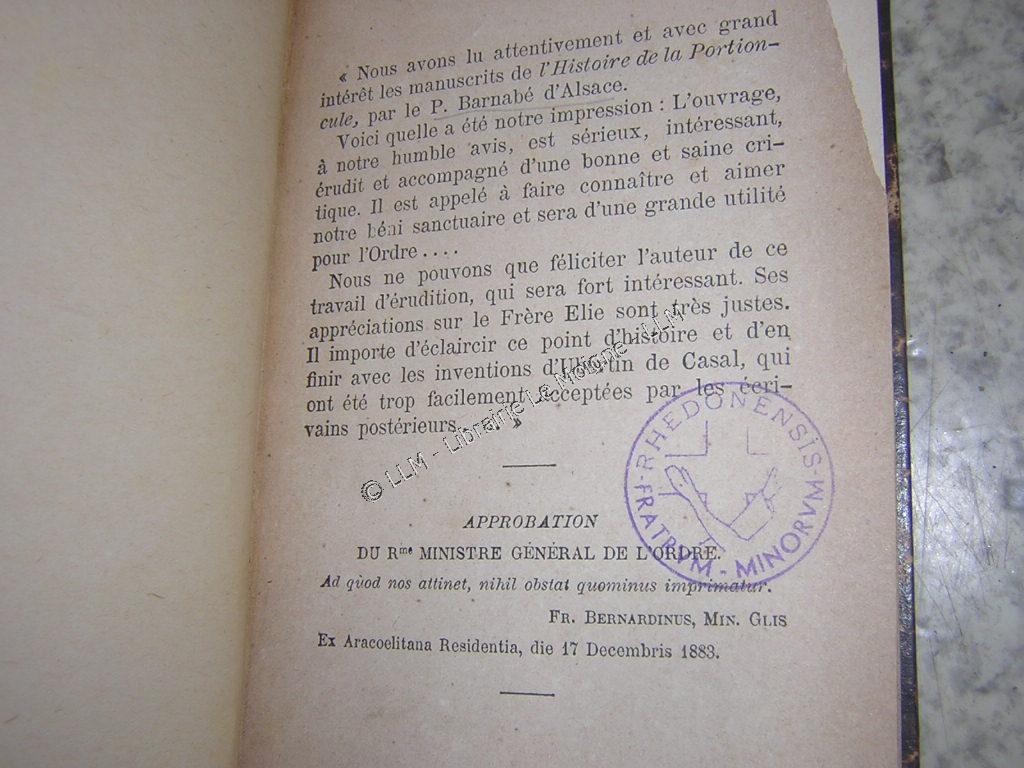 « Nous avons lu attentivement et avec grand
intérêt les manuscrits de l'Histoire de la Portion-
cule, par le P. Barnabé d'Alsace.
Voici quelle a été notre impression : L'ouvrage,
à notre humble avis, est sérieux, intéressant,
érudit et accompagné d'une bonne et saine cri-
tique. Il est appelé à faire connaître et aimer
notre béni sanctuaire et sera d'une grande utilité
pour l'Ordre ....
Nous ne pouvons que féliciter l'auteur de ce
travail d'érudition, qui sera fort intéressant. Ses
appréciations sur le Frère Elie sont très justes.
Il importe d'éclaircir ce point d'histoire et d'en
finir avec les inventions d'Ubertin de Casal, qui
ont été trop facilement acceptées par les écri-
vains postérieurs.... »
© LLM - Librairie Le Moigne - LLM
RHEDONENSIS
FRATRVM - MINORVM
APPROBATION
DU Rme MINISTRE GÉNÉRAL DE L'ORDRE.
Ad quod nos attinet, nihil obstat quominus imprimatur.
FR. BERNARDINUS, MIN. GLIS
Ex Aracoelitana Residentia, die 17 Decembris 1883.